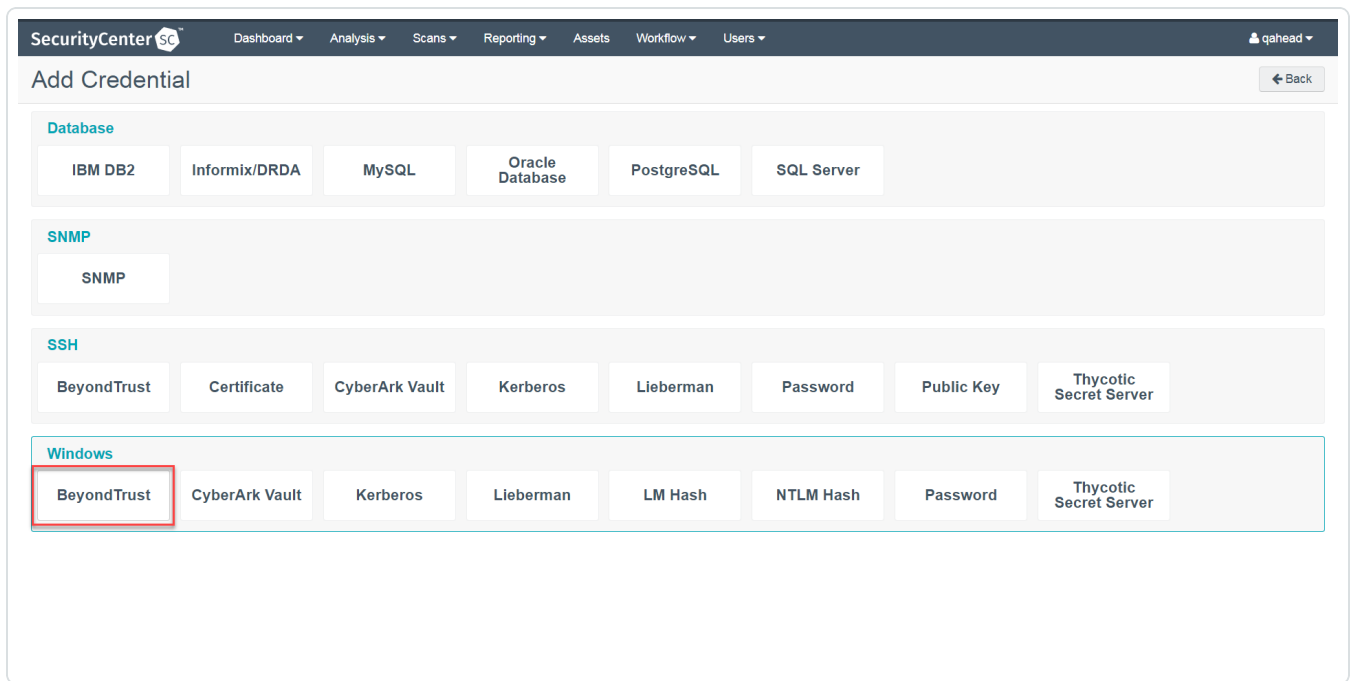 SecurityCenter SC Dashboard Analysis Scans Reporting Assets Workflow Users qahead
Add Credential Back
Database
IBM DB2 Informix/DRDA MySQL Oracle Database PostgreSQL SQL Server
SNMP
SNMP
SSH
BeyondTrust Certificate CyberArk Vault Kerberos Lieberman Password Public Key Thycotic Secret Server
Windows
BeyondTrust CyberArk Vault Kerberos Lieberman LM Hash NTLM Hash Password Thycotic Secret Server